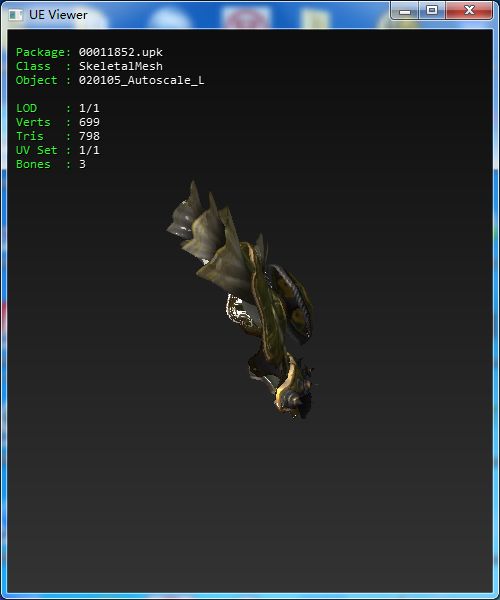 UE Viewer
Package: 00011852.upk
Class : SkeletalMesh
Object : 020105_Autoscale_L
LOD : 1/1
Verts : 699
Tris : 798
UV Set : 1/1
Bones : 3